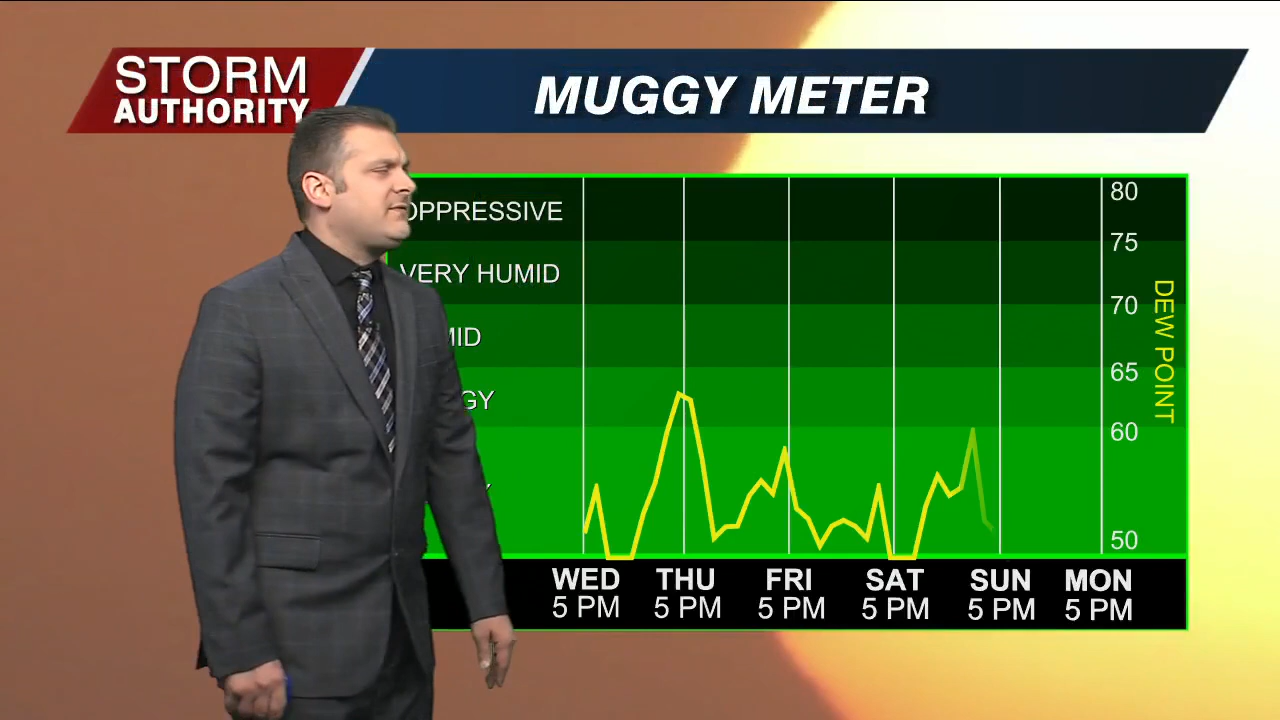 STORM
AUTHORITY
MUGGY METER
OPPRESSIVE
VERY HUMID
80
75
70
65
60
50
DEW POINT
WED THU FRI SAT SUN MON
5 PM 5 PM 5 PM 5 PM 5 PM 5 PM